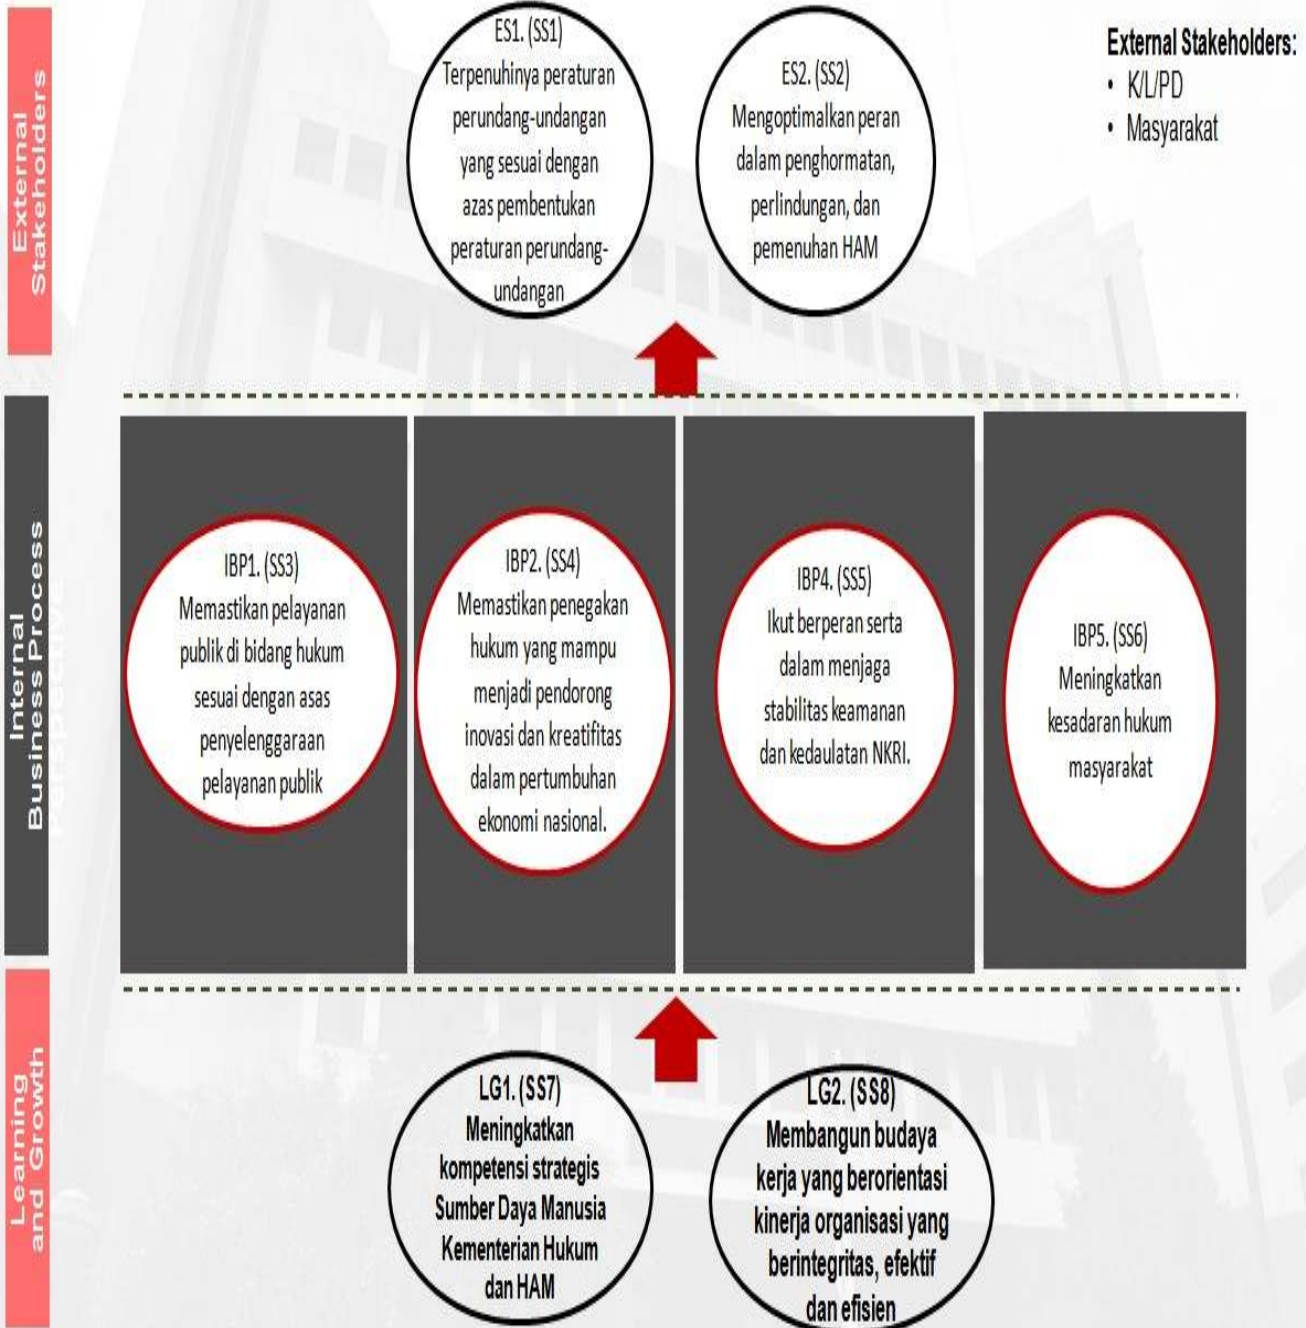 External
Stakeholders
ES1. (SS1)
Terpenuhinya peraturan
perundang-undangan
yang sesuai dengan
azas pembentukan
peraturan perundang-
undangan
ES2. (SS2)
Mengoptimalkan peran
dalam penghormatan,
perlindungan, dan
pemenuhan HAM
External Stakeholders:
• K/L/PD
• Masyarakat
Internal
Business Process
Perspective
IBP1. (SS3)
Memastikan pelayanan
publik di bidang hukum
sesuai dengan asas
penyelenggaraan
pelayanan publik
IBP2. (SS4)
Memastikan penegakan
hukum yang mampu
menjadi pendorong
inovasi dan kreatifitas
dalam pertumbuhan
ekonomi nasional.
IBP4. (SS5)
Ikut berperan serta
dalam menjaga
stabilitas keamanan
dan kedaulatan NKRI.
IBP5. (SS6)
Meningkatkan
kesadaran hukum
masyarakat
Learning
and Growth
LG1. (SS7)
Meningkatkan
kompetensi strategis
Sumber Daya Manusia
Kementerian Hukum
dan HAM
LG2. (SS8)
Membangun budaya
kerja yang berorientasi
kinerja organisasi yang
berintegritas, efektif
dan efisien